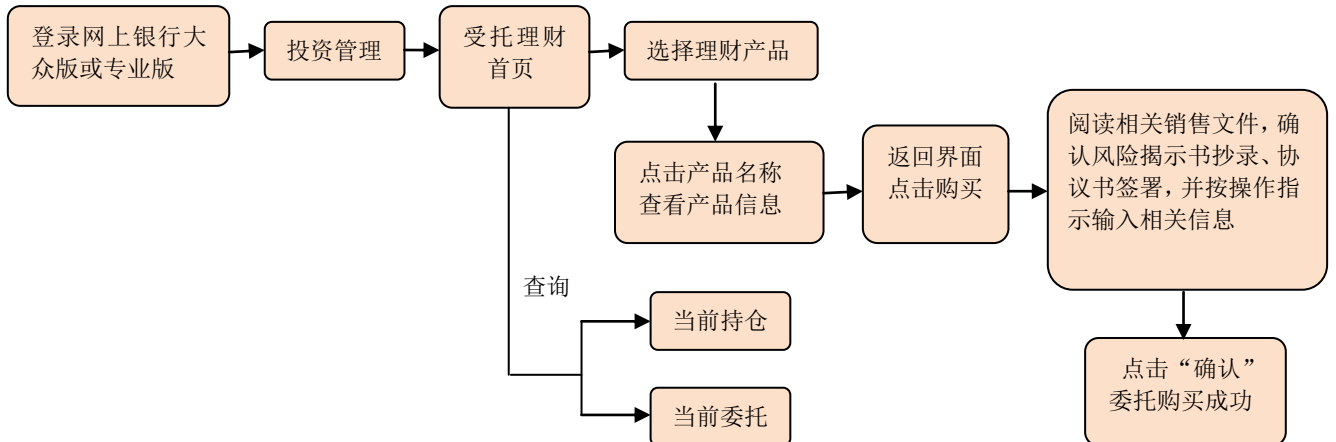 登录网上银行大
众版或专业版
投资管理
受托理财
首页
选择理财产品
点击产品名称
查看产品信息
返回界面
点击购买
阅读相关销售文件，确
认风险揭示书抄录、协
议书签署，并按操作指
示输入相关信息
查询
当前持仓
当前委托
点击“确认”
委托购买成功